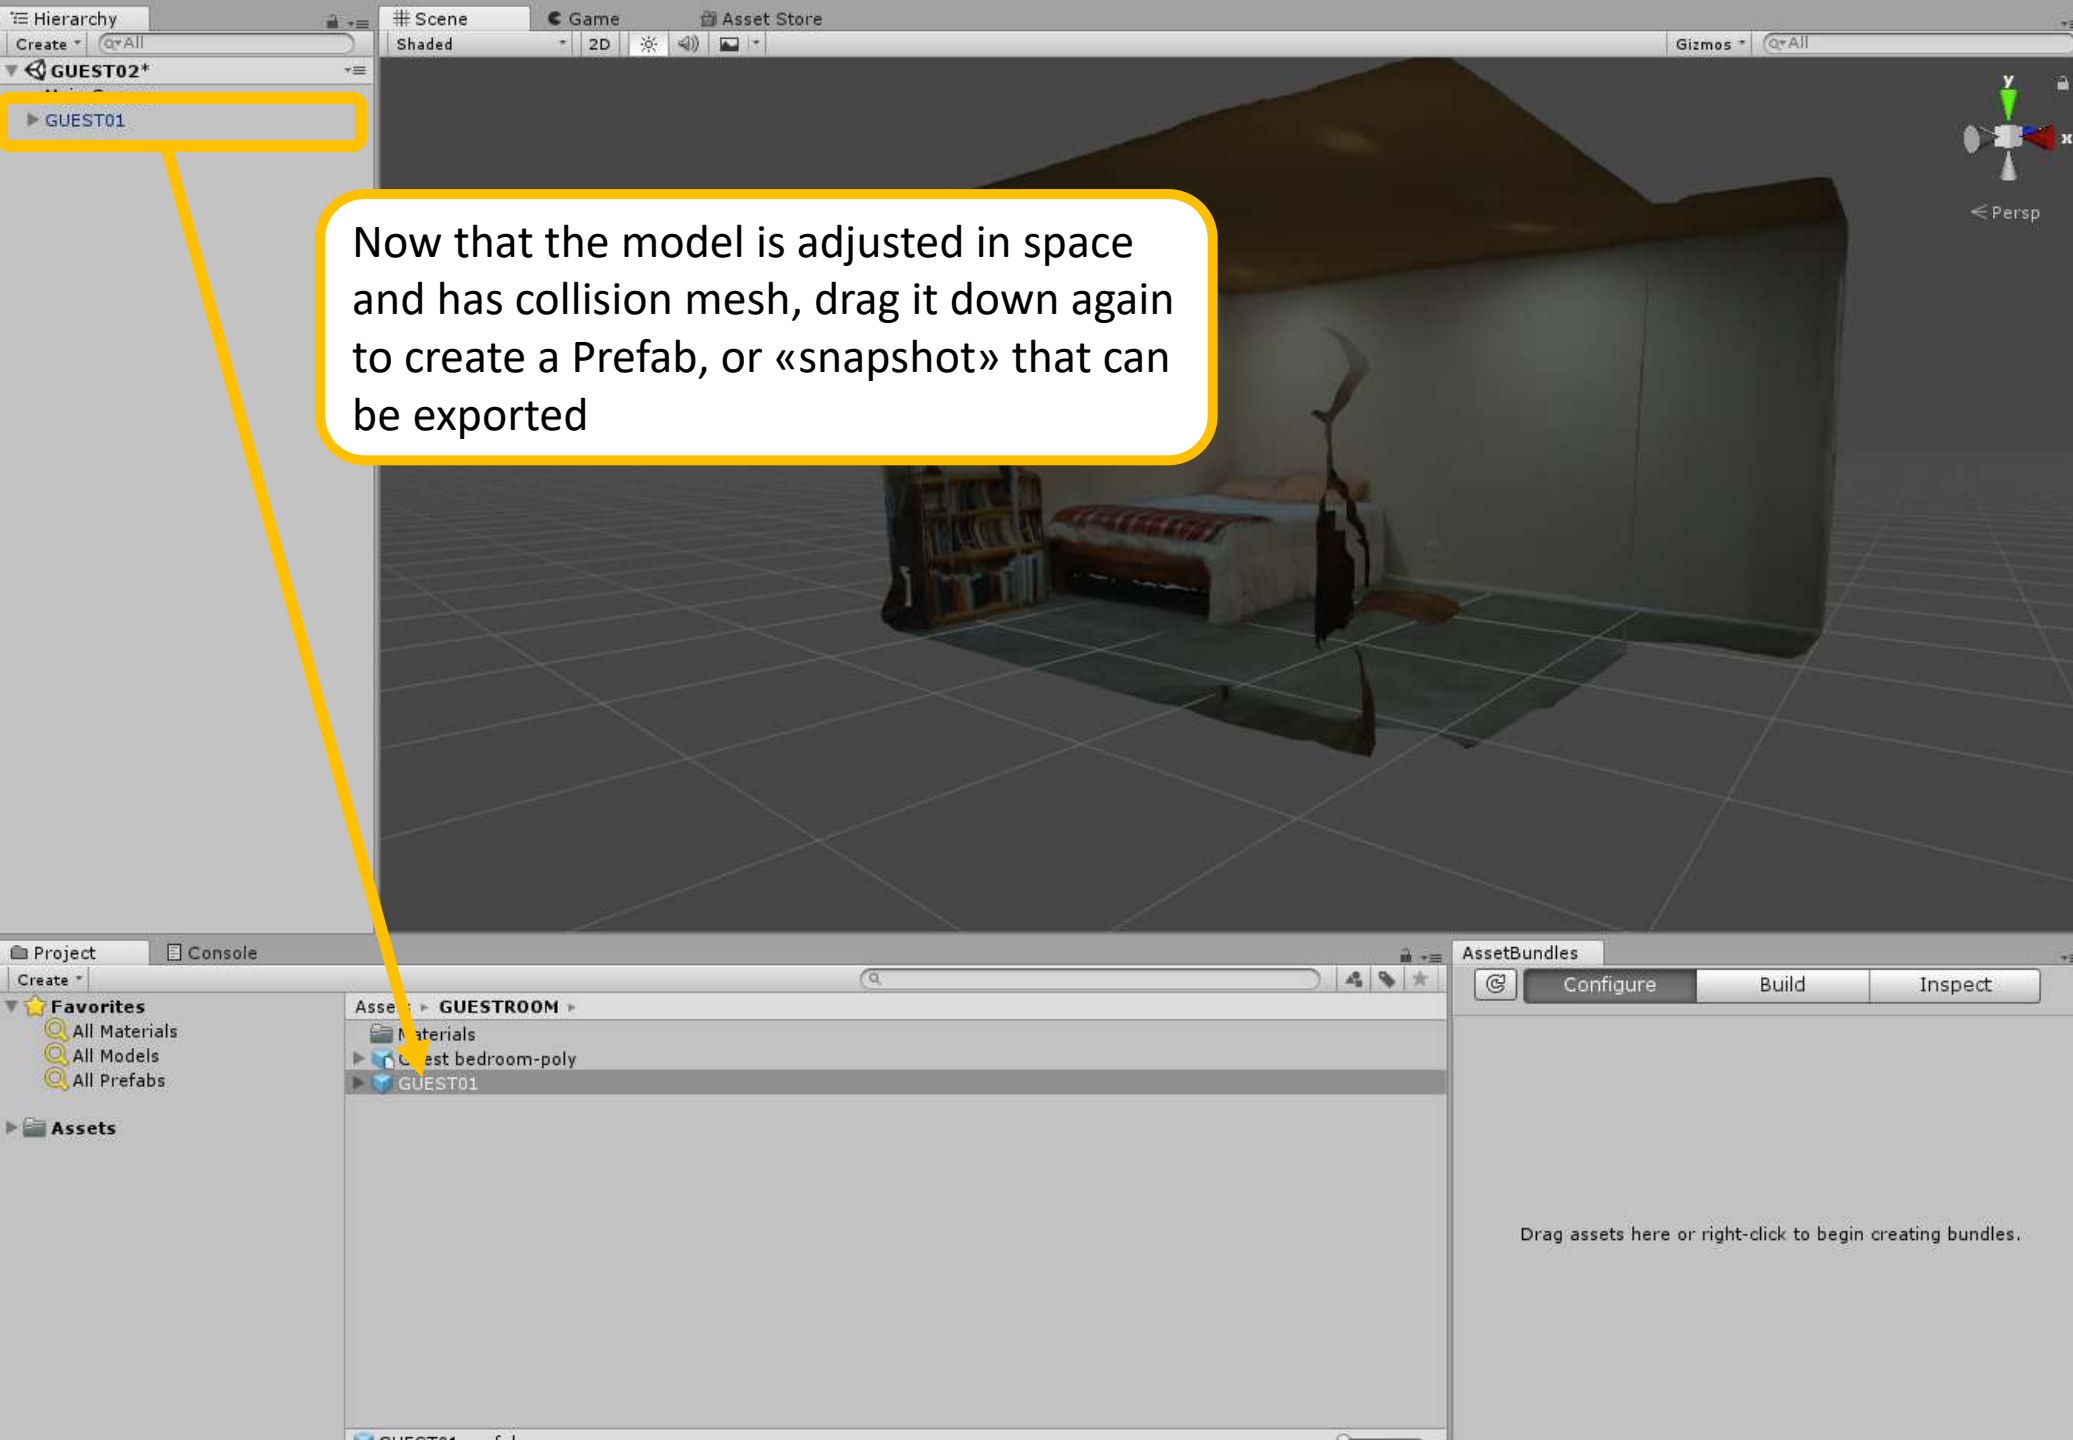 Hierarchy
Create
All
GUEST02*
GUEST01
Scene
Game
Asset Store
Shaded
2D
Gizmos
All
y
x
Persp
Now that the model is adjusted in space
and has collision mesh, drag it down again
to create a Prefab, or «snapshot» that can
be exported
Project
Console
Create
Favorites
All Materials
All Models
All Prefabs
Assets
GUESTROOM
Materials
bedroom-poly
GUEST01
AssetBundles
Configure
Build
Inspect
Drag assets here or right-click to begin creating bundles.